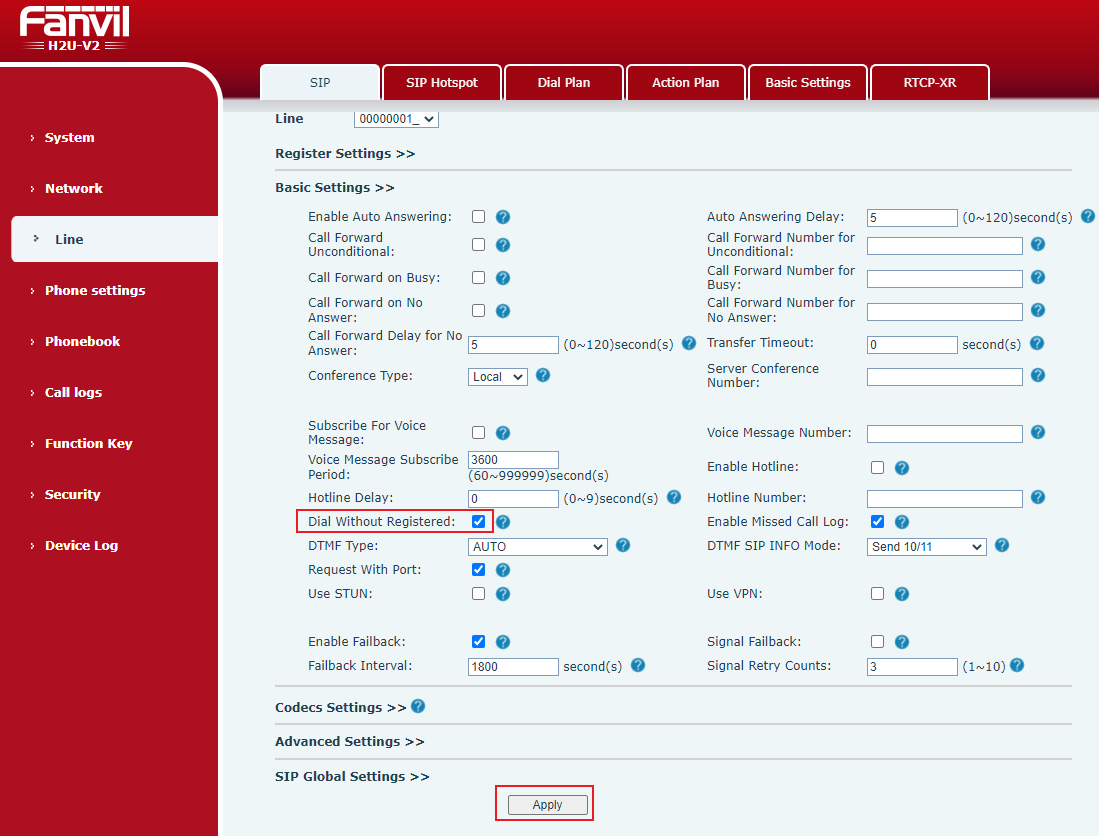 Fanvil
H2U-V2
SIP
SIP Hotspot
Dial Plan
Action Plan
Basic Settings
RTCP-XR
› System
› Network
› Line
› Phone settings
› Phonebook
› Call logs
› Function Key
› Security
› Device Log
Line 00000001_
Register Settings >>
Basic Settings >>
Enable Auto Answering: ?
Auto Answering Delay: 5 (0~120)second(s) ?
Call Forward
Unconditional: ?
Call Forward Number for
Unconditional: ?
Call Forward on Busy: ?
Call Forward Number for
Busy: ?
Call Forward on No
Answer: ?
Call Forward Number for
No Answer: ?
Call Forward Delay for No
Answer: 5 (0~120)second(s) ?
Transfer Timeout: 0 second(s) ?
Conference Type: Local ?
Server Conference
Number: ?
Subscribe For Voice
Message: ?
Voice Message Number: ?
Voice Message Subscribe
Period: 3600
(60~999999)second(s)
Enable Hotline: ?
Hotline Delay: 0 (0~9)second(s) ?
Hotline Number: ?
Dial Without Registered: ?
Enable Missed Call Log: ?
DTMF Type: AUTO ?
DTMF SIP INFO Mode: Send 10/11 ?
Request With Port: ?
Use STUN: ?
Use VPN: ?
Enable Failback: ?
Signal Failback: ?
Failback Interval: 1800 second(s) ?
Signal Retry Counts: 3 (1~10) ?
Codecs Settings >> ?
Advanced Settings >>
SIP Global Settings >>
Apply